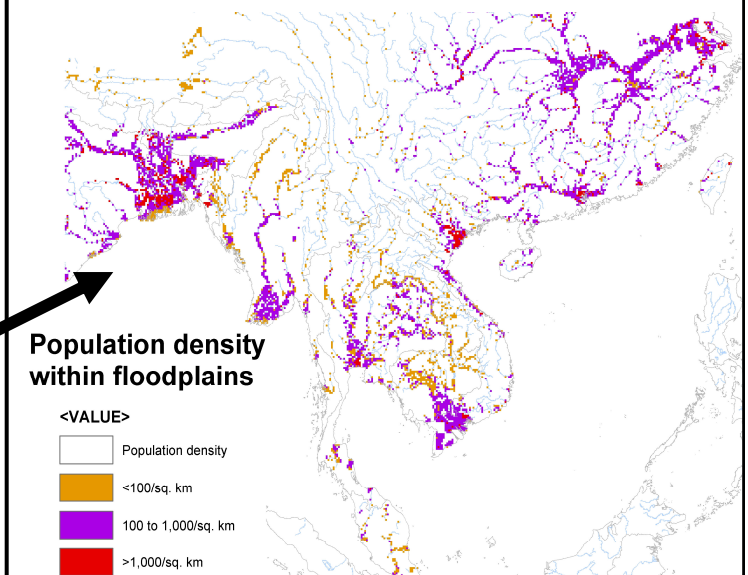 Population density
within floodplains
<VALUE>
Population density
<100/sq. km
100 to 1,000/sq. km
>1,000/sq. km